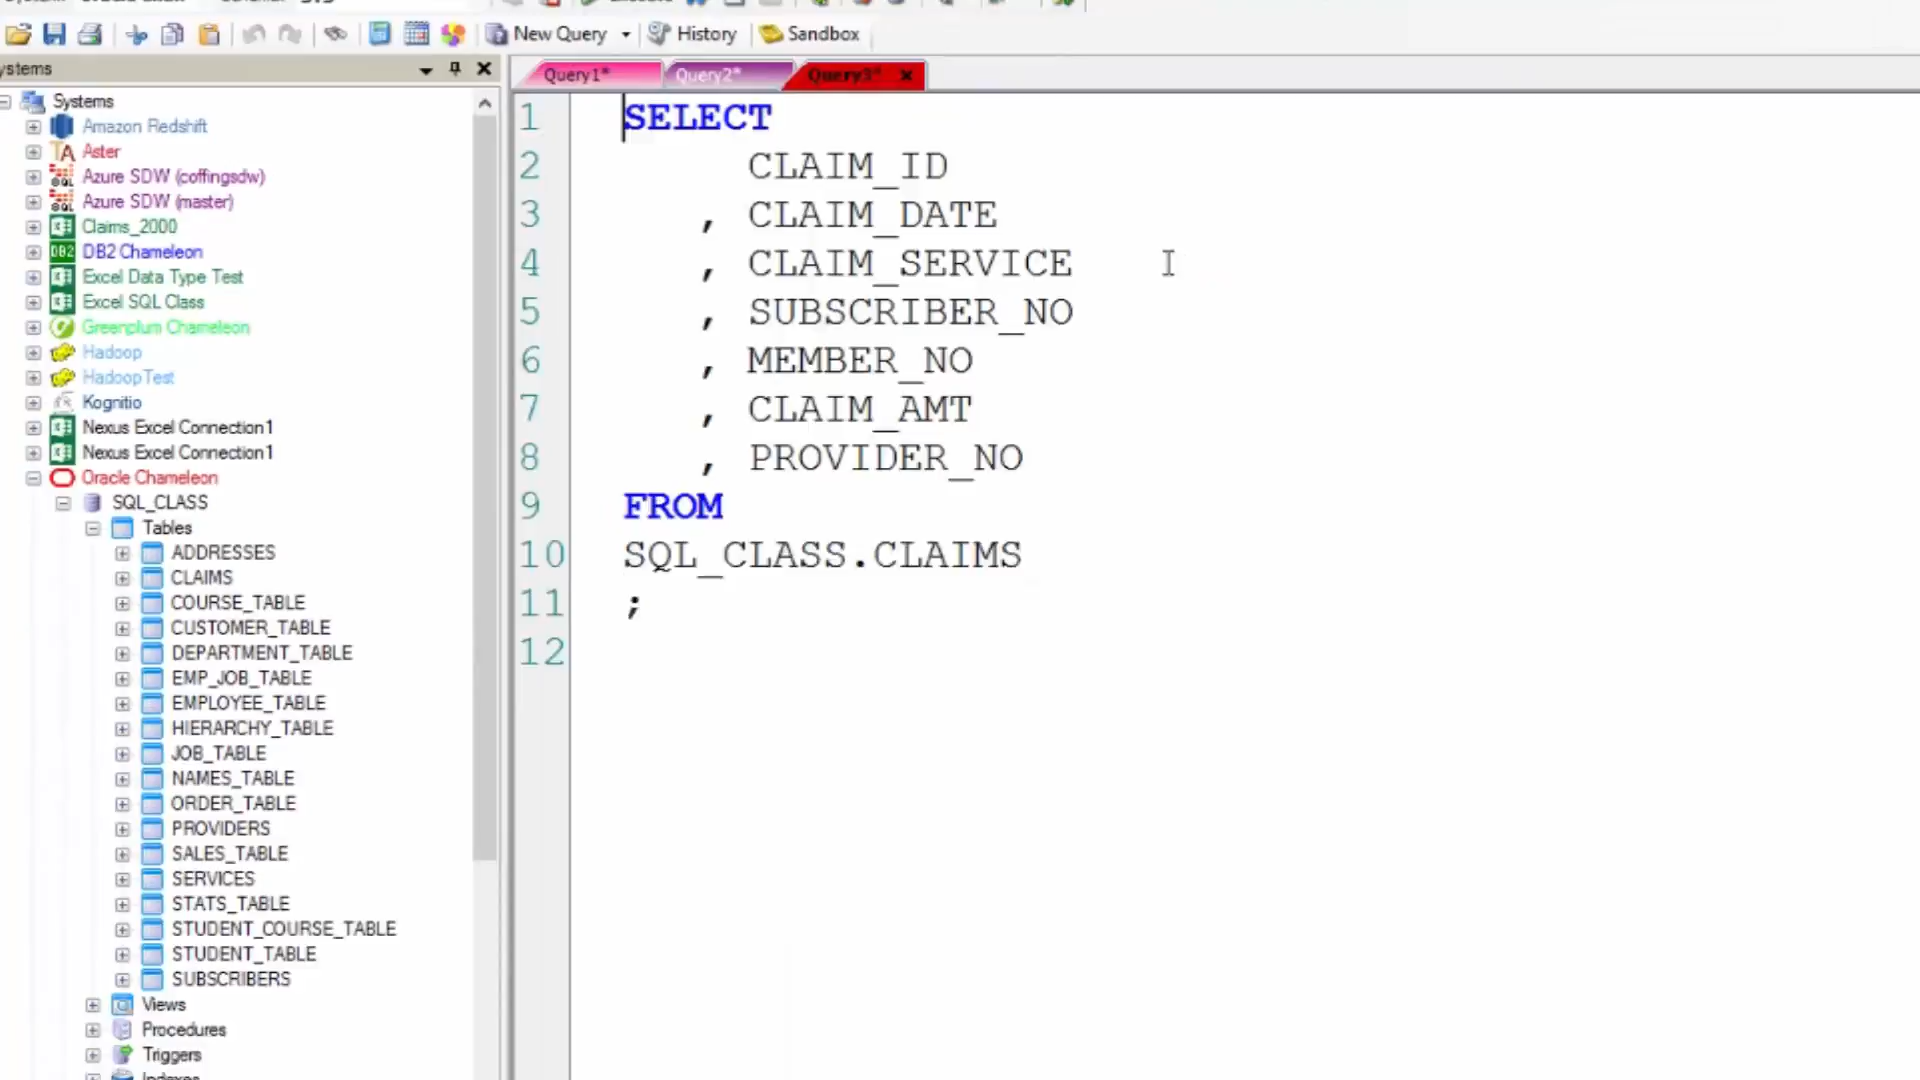 New Query
History
Sandbox
ystems
Query1*
Query2*
Query3*
Systems
Amazon Redshift
Aster
Azure SDW (coffingsdw)
Azure SDW (master)
Claims_2000
DB2 Chameleon
Excel Data Type Test
Excel SQL Class
Greenplum Chameleon
Hadoop
HadoopTest
Kognitio
Nexus Excel Connection1
Nexus Excel Connection1
Oracle Chameleon
SQL_CLASS
Tables
ADDRESSES
CLAIMS
COURSE_TABLE
CUSTOMER_TABLE
DEPARTMENT_TABLE
EMP_JOB_TABLE
EMPLOYEE_TABLE
HIERARCHY_TABLE
JOB_TABLE
NAMES_TABLE
ORDER_TABLE
PROVIDERS
SALES_TABLE
SERVICES
STATS_TABLE
STUDENT_COURSE_TABLE
STUDENT_TABLE
SUBSCRIBERS
Views
Procedures
Triggers
Indexes
1 SELECT
2 CLAIM_ID
3 , CLAIM_DATE
4 , CLAIM_SERVICE
5 , SUBSCRIBER_NO
6 , MEMBER_NO
7 , CLAIM_AMT
8 , PROVIDER_NO
9 FROM
10 SQL_CLASS.CLAIMS
11 ;
12